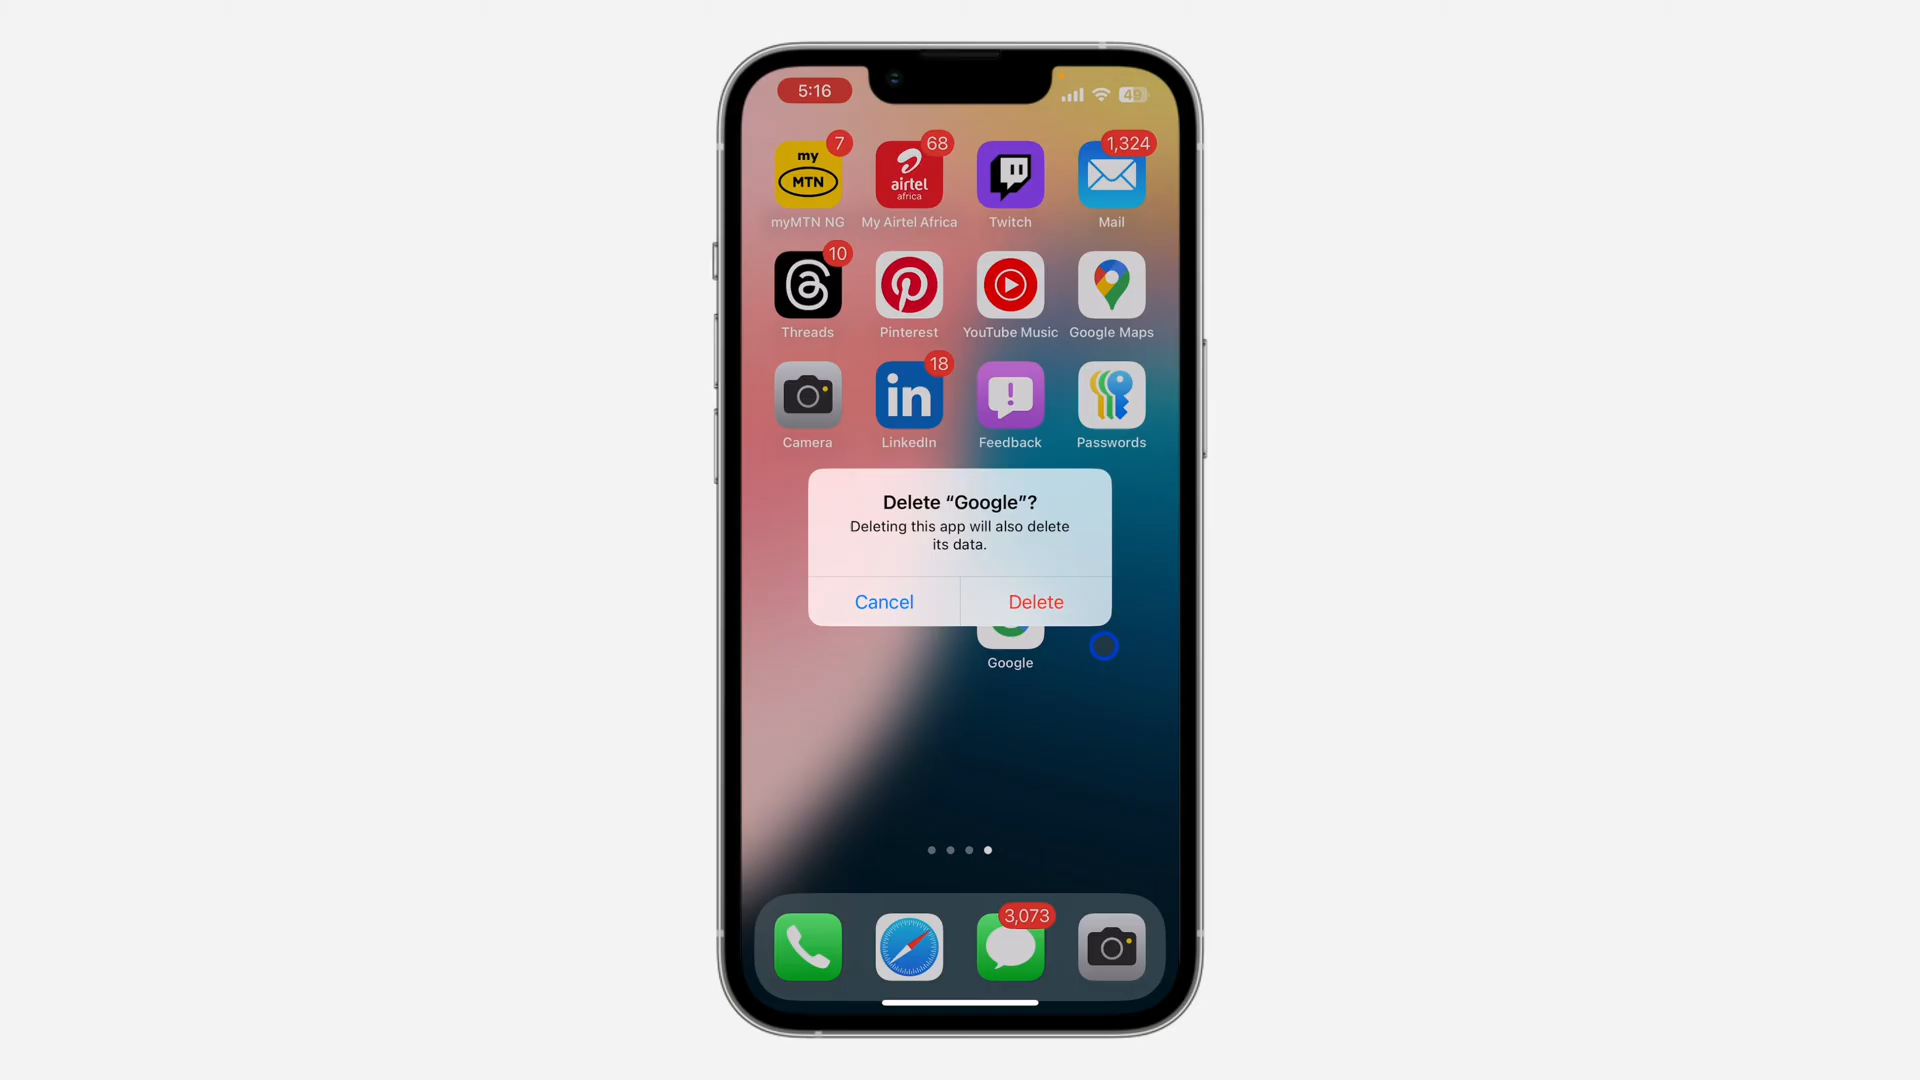 5:16
49
7
68
1,324
my
MTN
airtel
africa
myMTN NG
My Airtel Africa
Twitch
Mail
10
Threads
Pinterest
YouTube Music
Google Maps
18
in
Camera
LinkedIn
Feedback
Passwords
Delete “Google”?
Deleting this app will also delete
its data.
Cancel
Delete
Google
3,073